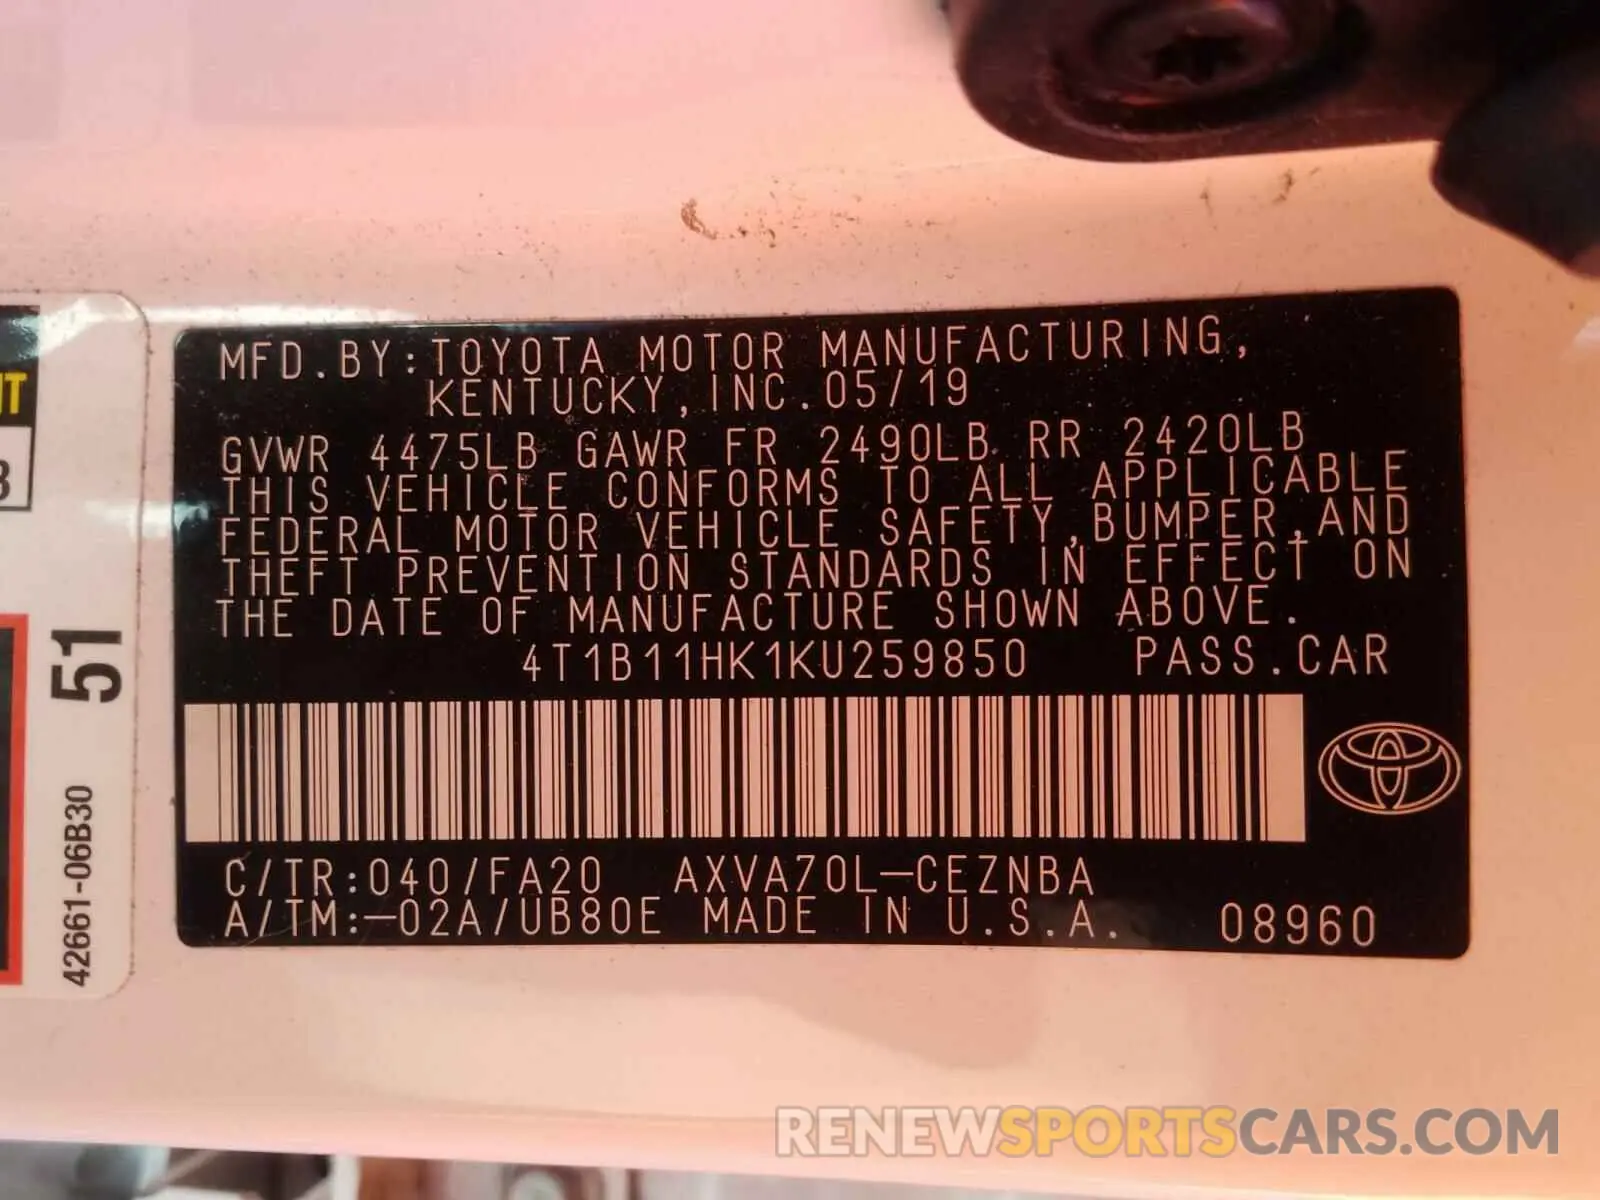 MFD.BY:TOYOTA MOTOR MANUFACTURING,
KENTUCKY,INC.05/19
GVWR 4475LB GAWR FR 2490LB RR 2420LB
THIS VEHICLE CONFORMS TO ALL APPLICABLE
FEDERAL MOTOR VEHICLE SAFETY,BUMPER,AND
THEFT PREVENTION STANDARDS IN EFFECT ON
THE DATE OF MANUFACTURE SHOWN ABOVE.
4T1B11HK1KU259850 PASS.CAR
C/TR:040/FA20 AXVA70L-CEZNBA
A/TM:-02A/UB80E MADE IN U.S.A. 08960
51
42661-06B30
RENEWSPORTSCARS.COM